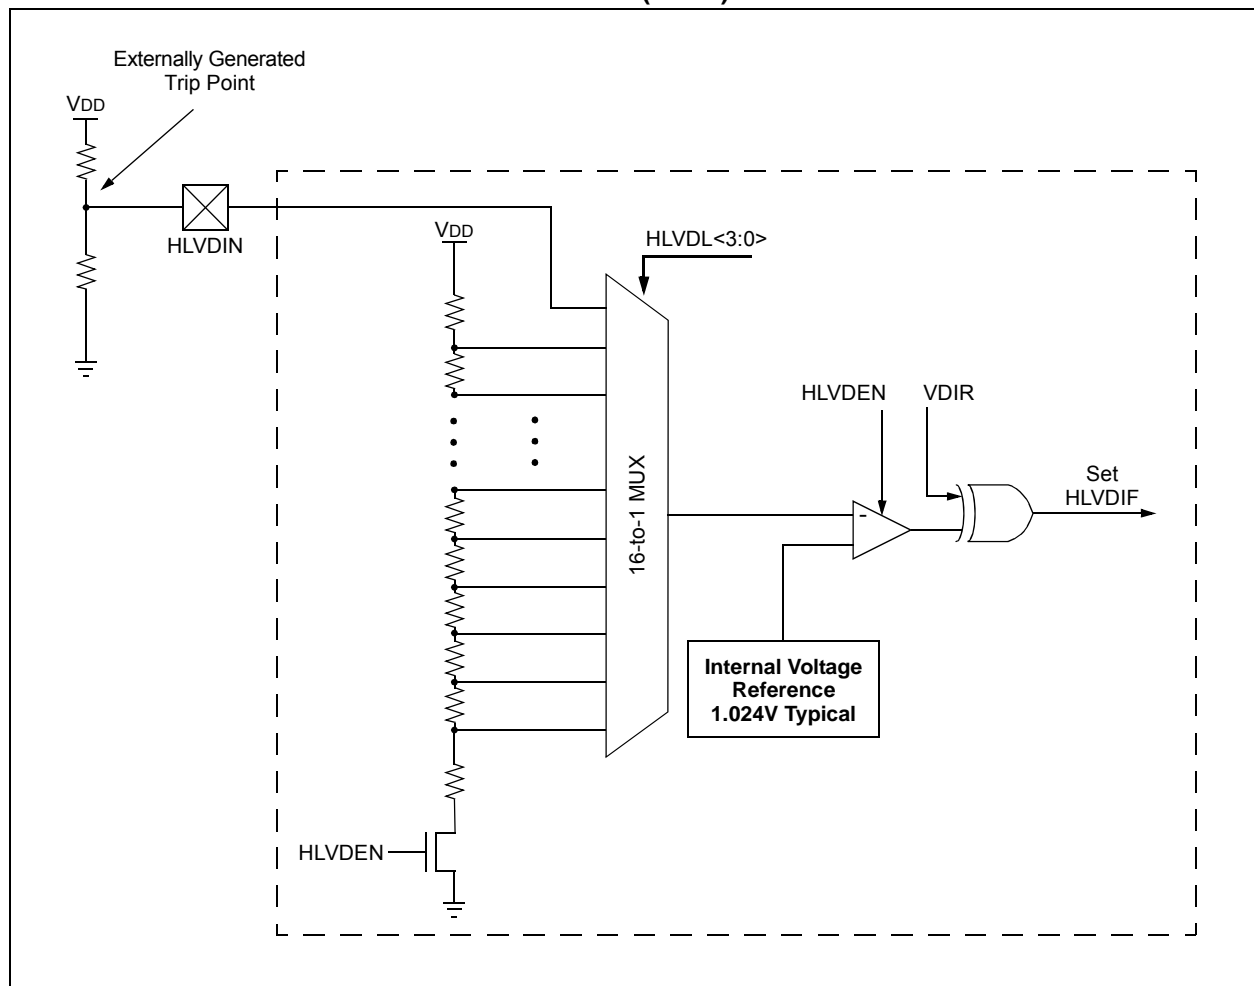 Externally Generated
Trip Point
VDD
HLVDIN
VDD
HLVDL<3:0>
16-to-1 MUX
HLVDEN
VDIR
Set
HLVDIF
-
Internal Voltage
Reference
1.024V Typical
HLVDEN